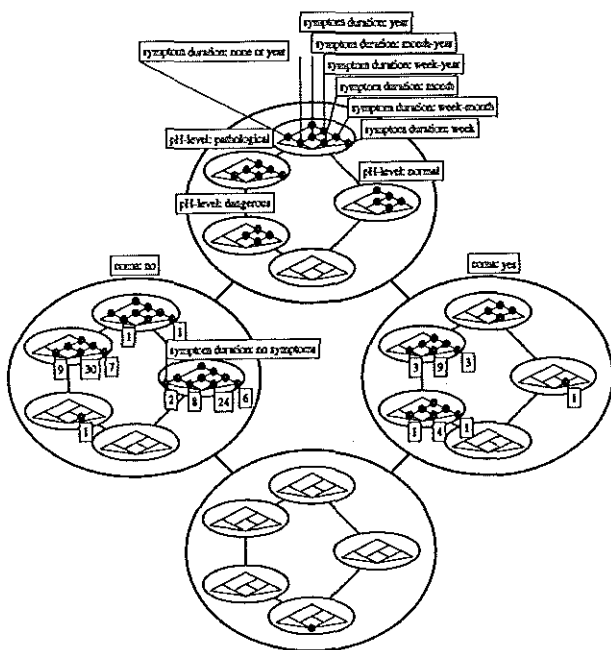 symptom duration: year
symptom duration: none or year
symptom duration: month-year
symptom duration: week-year
symptom duration: month
symptom duration: week-month
symptom duration: week
pH-level: pathological
pH-level: normal
pH-level: dangerous
coma: no
coma: yes
1
1
symptom duration: no symptoms
9
30
7
2
8
24
6
1
3
9
3
1
1
4
1